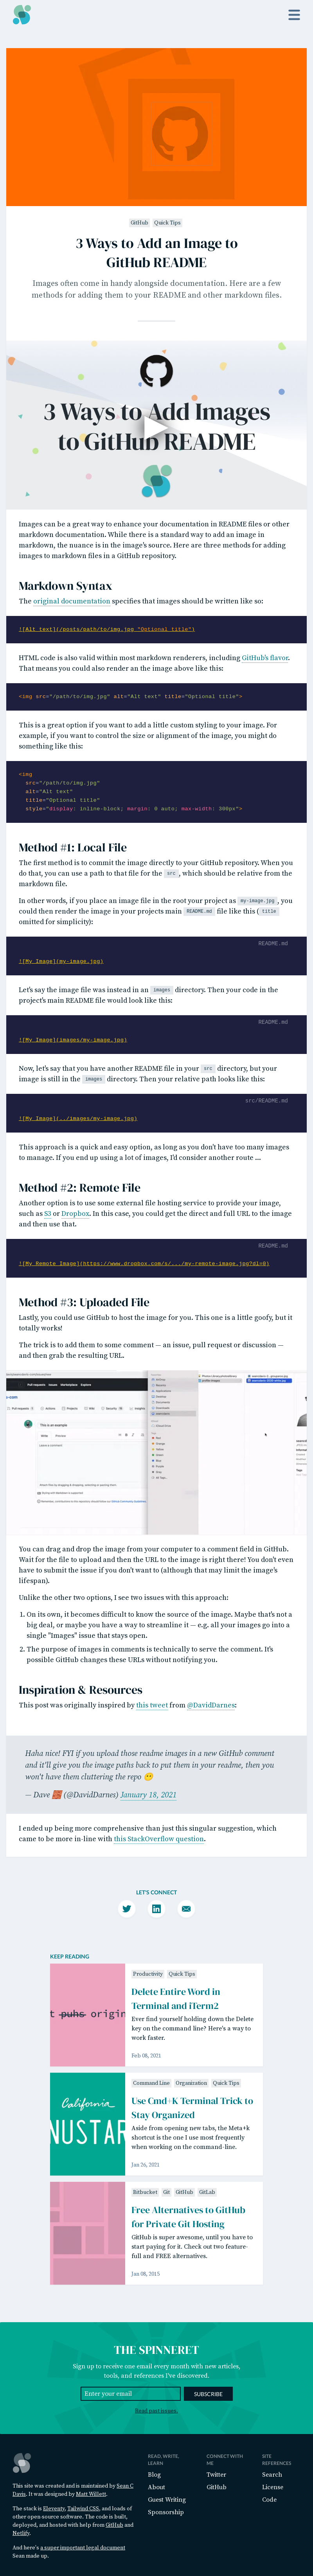 GitHub Quick Tips
3 Ways to Add an Image to
GitHub README
Images often come in handy alongside documentation. Here are a few
methods for adding them to your README and other markdown files.
3 Ways to Add Images
to GitHub README
Images can be a great way to enhance your documentation in README files or other
markdown documentation. While there is a standard way to add an image in
markdown, the nuance is in the image's source. Here are three methods for adding
images to markdown files in a GitHub repository.
Markdown Syntax
The original documentation specifies that images should be written like so:
![Alt text](/posts/path/to/img.jpg "Optional title")
HTML code is also valid within most markdown renderers, including GitHub's flavor.
That means you could also render an the image above like this:
<img src="/path/to/img.jpg" alt="Alt text" title="Optional title">
This is a great option if you want to add a little custom styling to your image. For
example, if you want to control the size or alignment of an image, you might do
something like this:
<img
src="/path/to/img.jpg"
alt="Alt text"
title="Optional title"
style="display: inline-block; margin: 0 auto; max-width: 300px">
Method #1: Local File
The first method is to commit the image directly to your GitHub repository. When you
do that, you can use a path to that file for the src, which should be relative from the
markdown file.
In other words, if you place an image file in the root your project as my-image.jpg, you
could then render the image in your projects main README.md file like this ( title
omitted for simplicity):
README.md
![My Image](my-image.jpg)
Let's say the image file was instead in an images directory. Then your code in the
project's main README file would look like this:
README.md
![My Image](images/my-image.jpg)
Now, let's say that you have another README file in your src directory, but your
image is still in the images directory. Then your relative path looks like this:
src/README.md
![My Image](../images/my-image.jpg)
This approach is a quick and easy option, as long as you don't have too many images
to manage. If you end up using a lot of images, I'd consider another route ...
Method #2: Remote File
Another option is to use some external file hosting service to provide your image,
such as S3 or Dropbox. In this case, you could get the direct and full URL to the image
and then use that.
README.md
![My Remote Image](https://www.dropbox.com/s/.../my-remote-image.jpg?dl=0)
Method #3: Uploaded File
Lastly, you could use GitHub to host the image for you. This one is a little goofy, but it
totally works!
The trick is to add them to some comment — an issue, pull request or discussion —
and then grab the resulting URL.
This is an example
You can drag and drop the image from your computer to a comment field in GitHub.
Wait for the file to upload and then the URL to the image is right there! You don't even
have to submit the issue if you don't want to (although that may limit the image's
lifespan).
Unlike the other two options, I see two issues with this approach:
1. On its own, it becomes difficult to know the source of the image. Maybe that's not a
big deal, or maybe you have a way to streamline it — e.g. all your images go into a
single "Images" issue that stays open.
2. The purpose of images in comments is technically to serve the comment. It's
possible GitHub changes these URLs without notifying you.
Inspiration & Resources
This post was originally inspired by this tweet from @DavidDarnes:
Haha nice! FYI if you upload those readme images in a new GitHub comment
and it'll give you the image paths back to put them in your readme, then you
won't have them cluttering the repo 😬
— Dave 🧱 (@DavidDarnes) January 18, 2021
I ended up being more comprehensive than just this singular suggestion, which
came to be more in-line with this StackOverflow question.
LET'S CONNECT
KEEP READING
t puhs origin
Productivity Quick Tips
Delete Entire Word in
Terminal and iTerm2
Ever find yourself holding down the Delete
key on the command line? Here's a way to
work faster.
Feb 08, 2021
California
NUSTAR
Command Line Organization Quick Tips
Use Cmd+K Terminal Trick to
Stay Organized
Aside from opening new tabs, the Meta+k
shortcut is the one I use most frequently
when working on the command-line.
Jan 26, 2021
Bitbucket Git GitHub GitLab
Free Alternatives to GitHub
for Private Git Hosting
GitHub is super awesome, until you have to
start paying for it. Check out two feature-
full and FREE alternatives.
Jan 08, 2015
THE SPINNERET
Sign up to receive one email every month with new articles,
tools, and references I've discovered.
Enter your email
SUBSCRIBE
Read past issues.
This site was created and is maintained by Sean C
Davis. It was designed by Matt Willett.
The stack is Eleventy, Tailwind CSS, and loads of
other open source software. The code is built,
deployed, and hosted with help from GitHub and
Netlify.
And here's a super important legal document
Sean made up.
READ, WRITE,
LEARN
Blog
About
Guest Writing
Sponsorship
CONNECT WITH
ME
Twitter
GitHub
SITE
REFERENCES
Search
License
Code